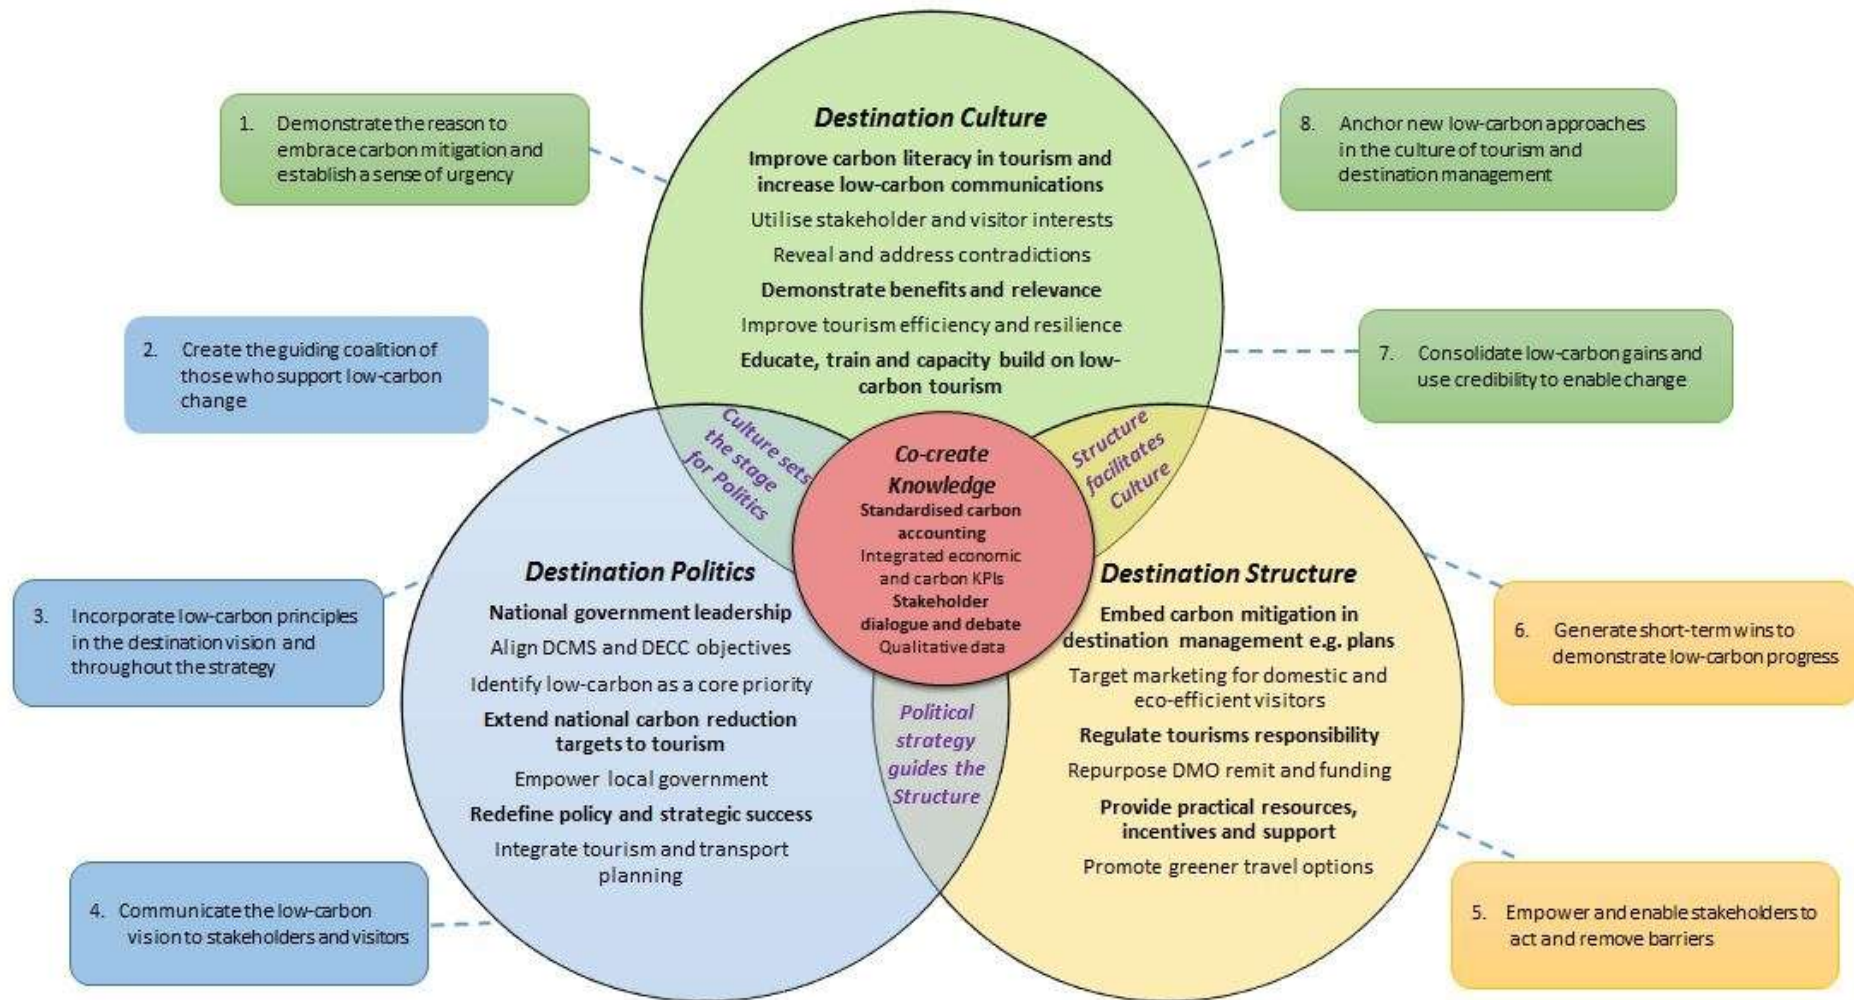 1. Demonstrate the reason to
embrace carbon mitigation and
establish a sense of urgency
2. Create the guiding coalition of
those who support low-carbon
change
3. Incorporate low-carbon principles
in the destination vision and
throughout the strategy
4. Communicate the low-carbon
vision to stakeholders and visitors
Destination Culture
Improve carbon literacy in tourism and
increase low-carbon communications
Utilise stakeholder and visitor interests
Reveal and address contradictions
Demonstrate benefits and relevance
Improve tourism efficiency and resilience
Educate, train and capacity build on low-
carbon tourism
Culture sets
the stage
for Politics
Co-create
Knowledge
Standardised carbon
accounting
Integrated economic
and carbon KPIs
Stakeholder
dialogue and debate
Qualitative data
Structure
facilitates
Culture
Destination Politics
National government leadership
Align DCMS and DECC objectives
Identify low-carbon as a core priority
Extend national carbon reduction
targets to tourism
Empower local government
Redefine policy and strategic success
Integrate tourism and transport
planning
Political
strategy
guides the
Structure
Destination Structure
Embed carbon mitigation in
destination management e.g. plans
Target marketing for domestic and
eco-efficient visitors
Regulate tourisms responsibility
Repurpose DMO remit and funding
Provide practical resources,
incentives and support
Promote greener travel options
8. Anchor new low-carbon approaches
in the culture of tourism and
destination management
7. Consolidate low-carbon gains and
use credibility to enable change
6. Generate short-term wins to
demonstrate low-carbon progress
5. Empower and enable stakeholders to
act and remove barriers